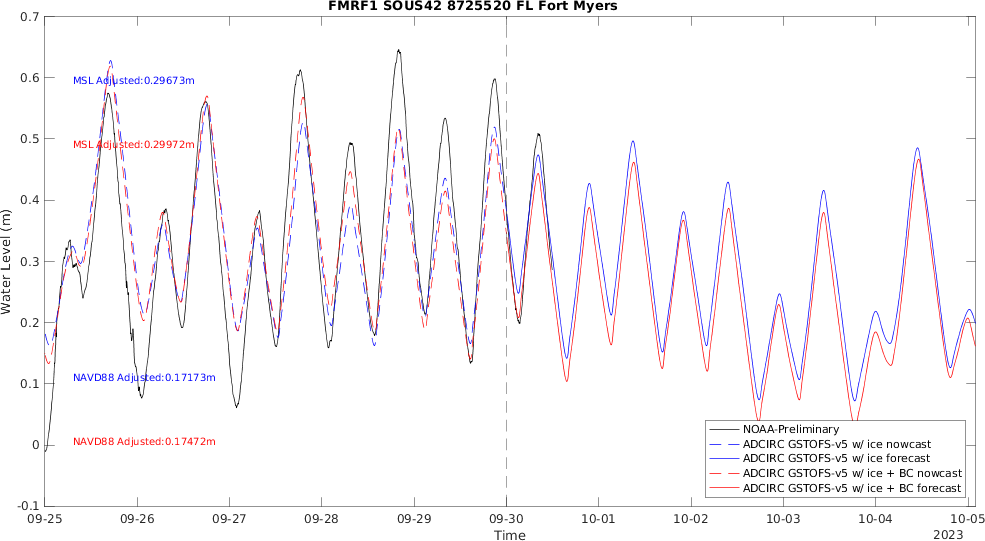 FMRF1 SOUS42 8725520 FL Fort Myers
0.7
0.6
0.5
0.4
0.3
0.2
0.1
0
-0.1
Water Level (m)
MSL Adjusted:0.29673m
MSL Adjusted:0.29972m
NAVD88 Adjusted:0.17173m
NAVD88 Adjusted:0.17472m
NOAA-Preliminary
ADCIRC GSTOFS-v5 w/ ice nowcast
ADCIRC GSTOFS-v5 w/ ice forecast
ADCIRC GSTOFS-v5 w/ ice + BC nowcast
ADCIRC GSTOFS-v5 w/ ice + BC forecast
09-25 09-26 09-27 09-28 09-29 09-30 10-01 10-02 10-03 10-04 10-05
Time
2023